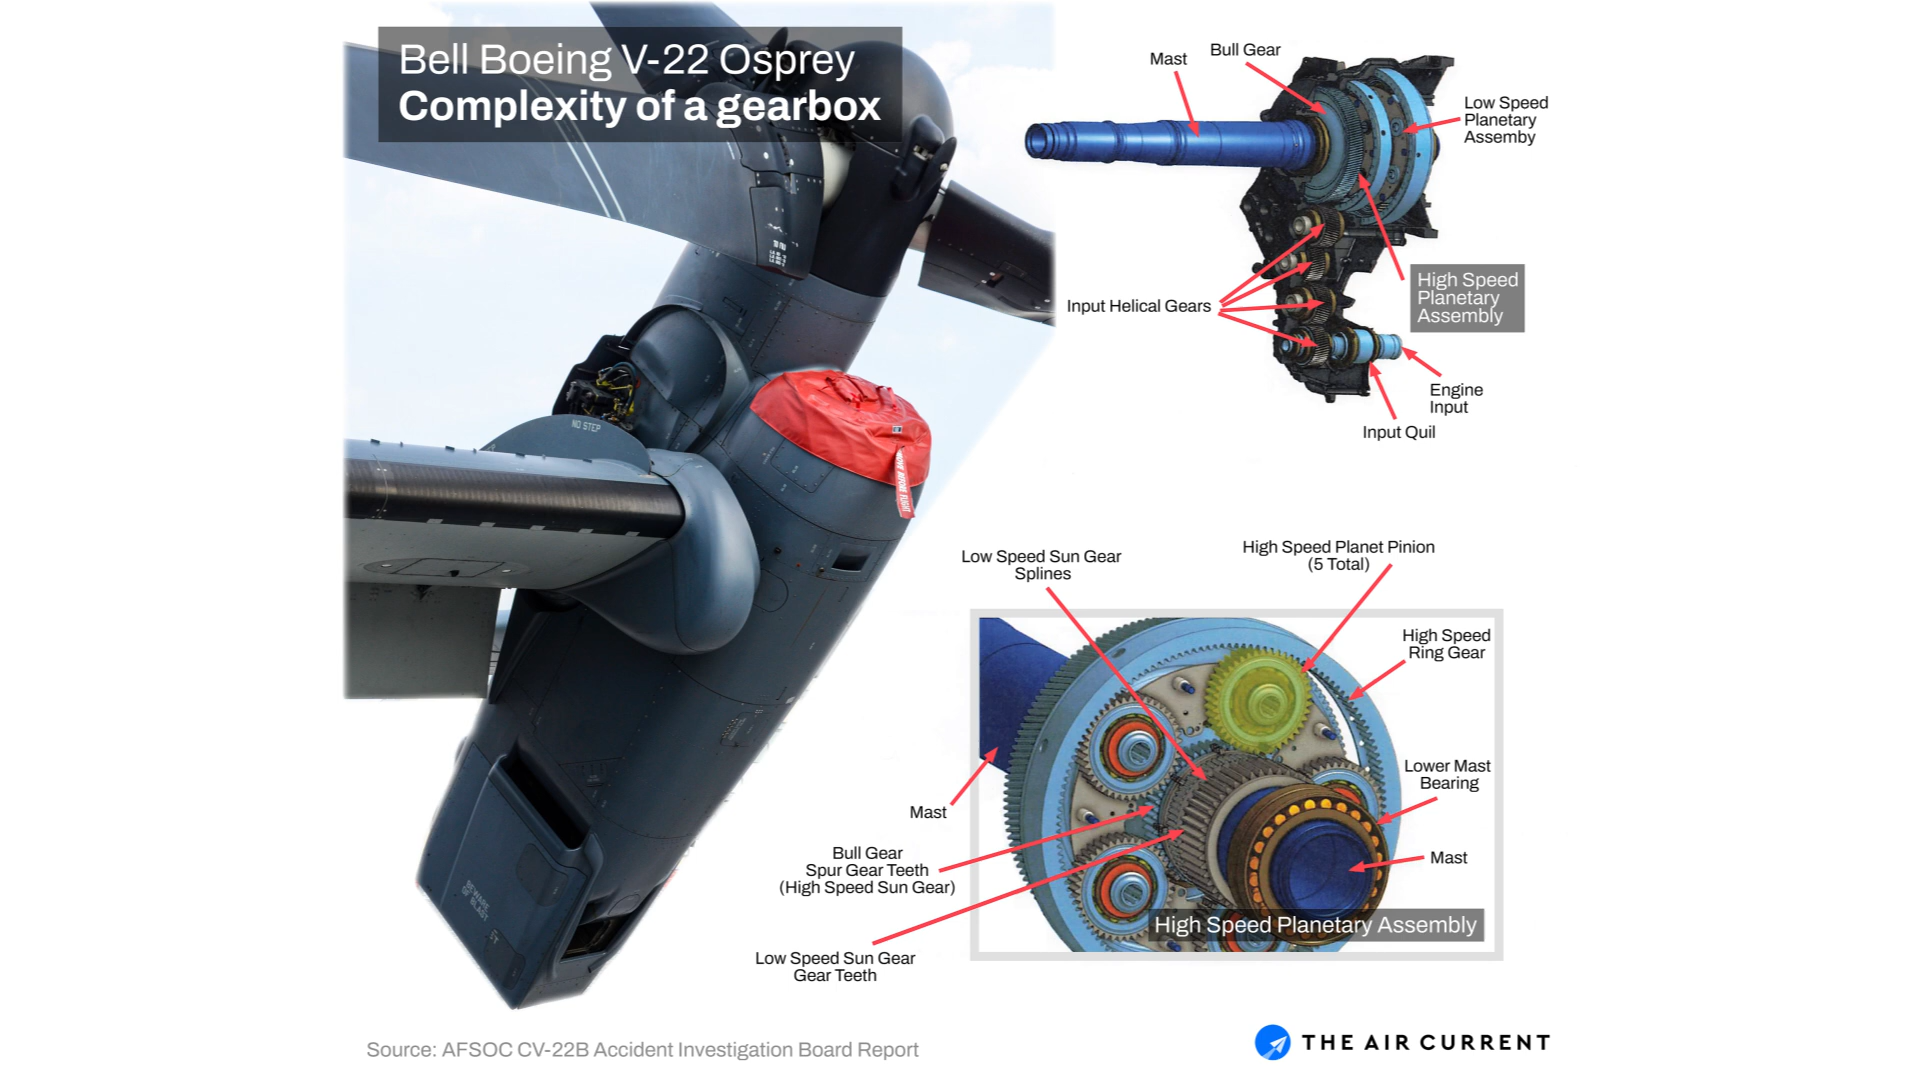 Bell Boeing V-22 Osprey
Complexity of a gearbox
NO STEP
BEWARE
OF BLAST
Mast
Bull Gear
Low Speed
Planetary
Assemby
High Speed
Planetary
Assembly
Input Helical Gears
Engine
Input
Input Quil
Low Speed Sun Gear
Splines
High Speed Planet Pinion
(5 Total)
High Speed
Ring Gear
Lower Mast
Bearing
Mast
Mast
Bull Gear
Spur Gear Teeth
(High Speed Sun Gear)
Low Speed Sun Gear
Gear Teeth
High Speed Planetary Assembly
Source: AFSOC CV-22B Accident Investigation Board Report
THE AIR CURRENT